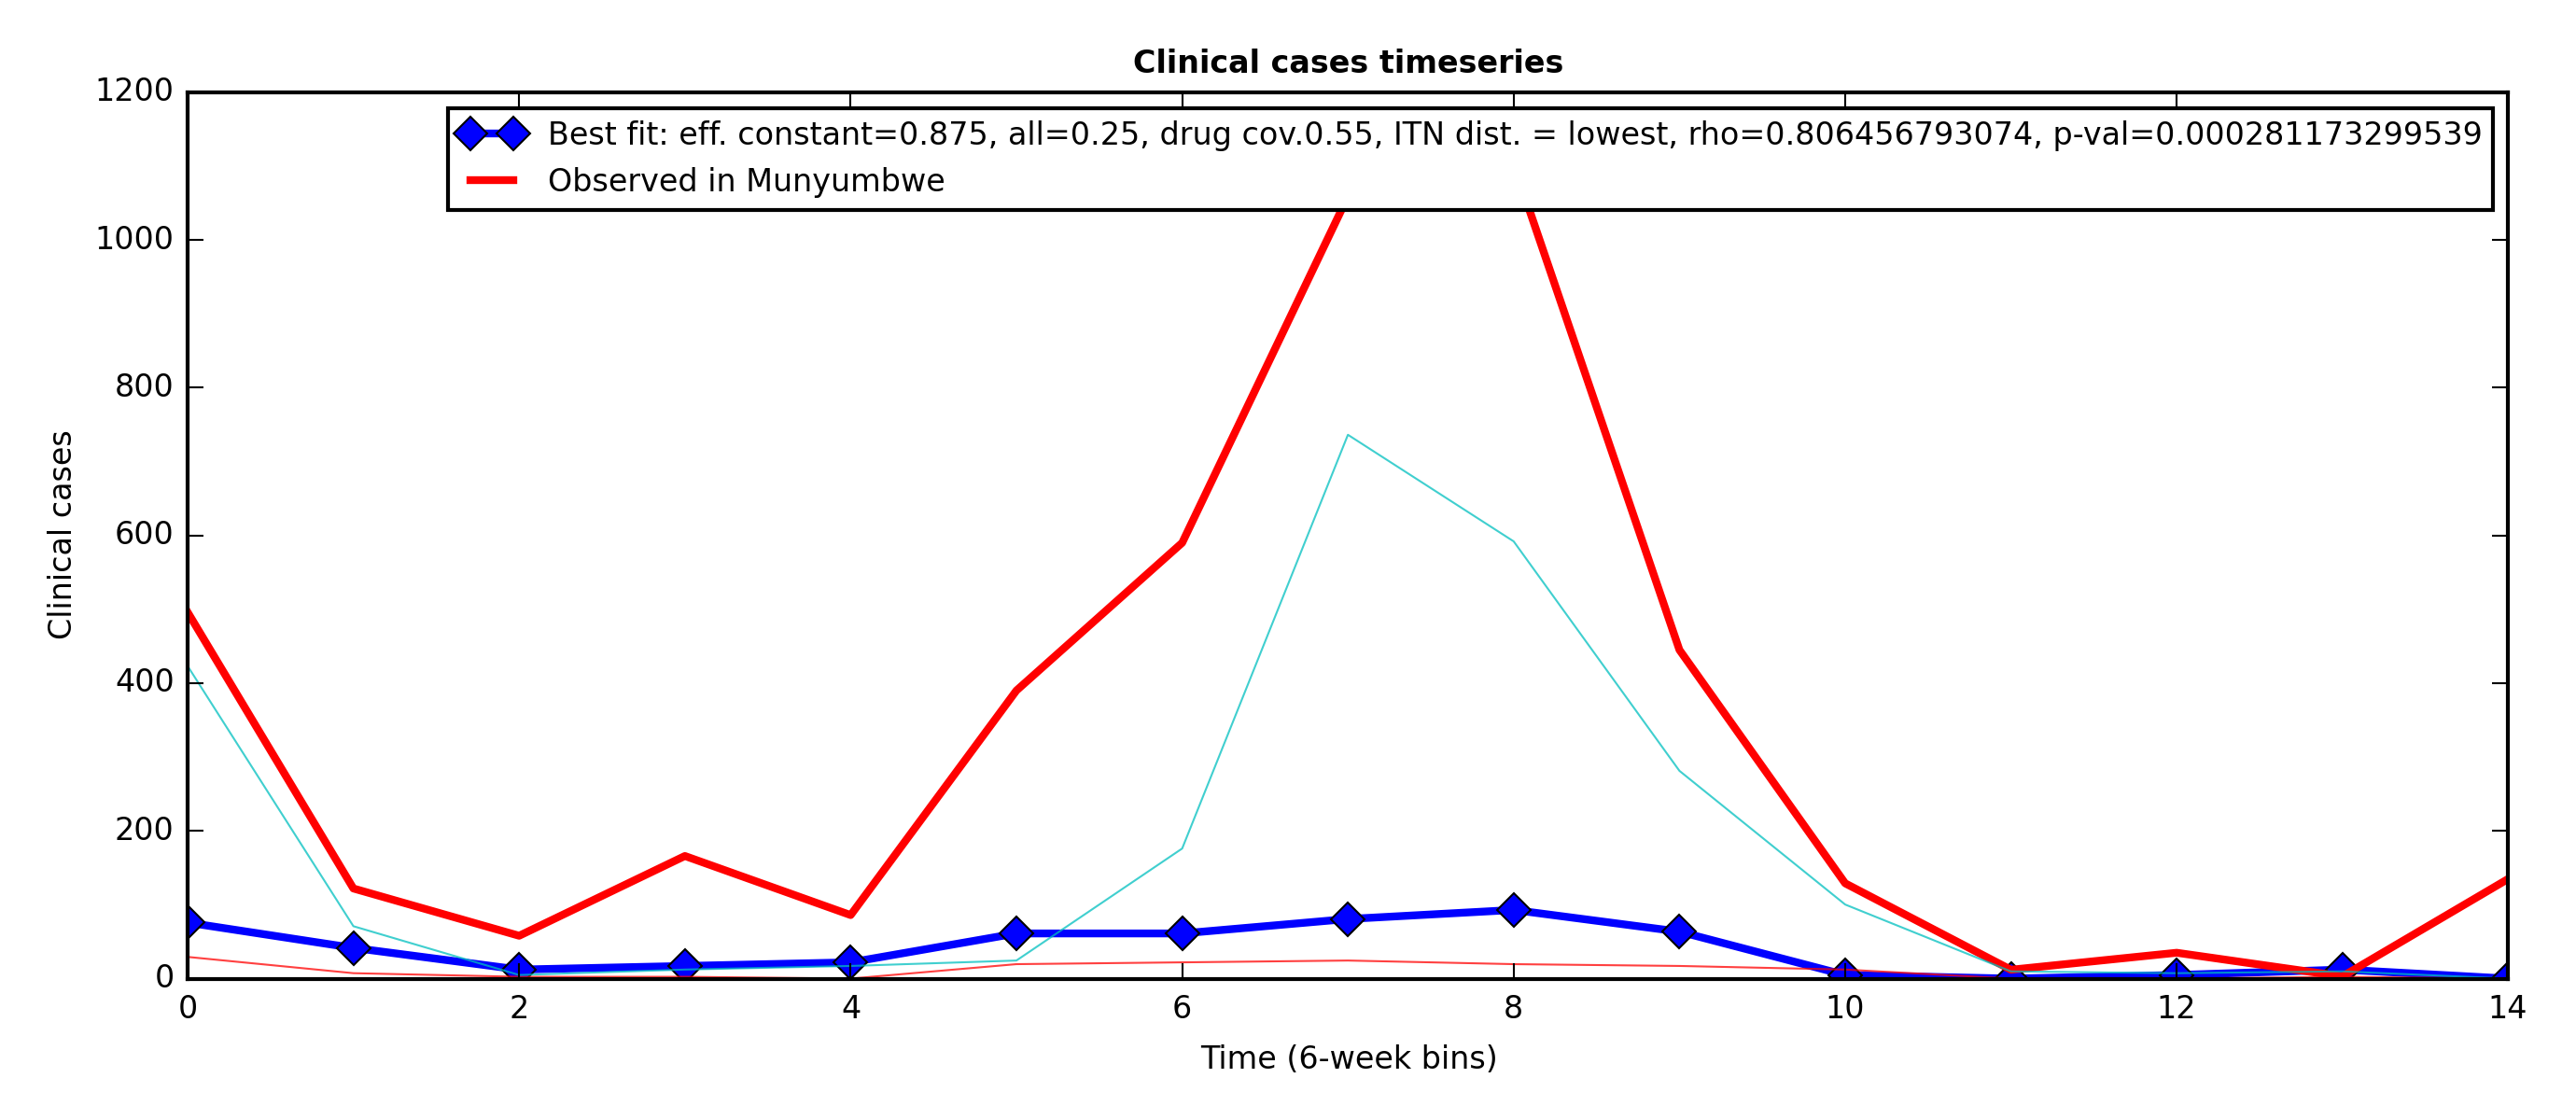 Clinical cases timeseries
1200
1000
800
600
400
200
0
Clinical cases
Best fit: eff. constant=0.875, all=0.25, drug cov.0.55, ITN dist. = lowest, rho=0.806456793074, p-val=0.000281173299539
Observed in Munyumbwe
0 2 4 6 8 10 12 14
Time (6-week bins)